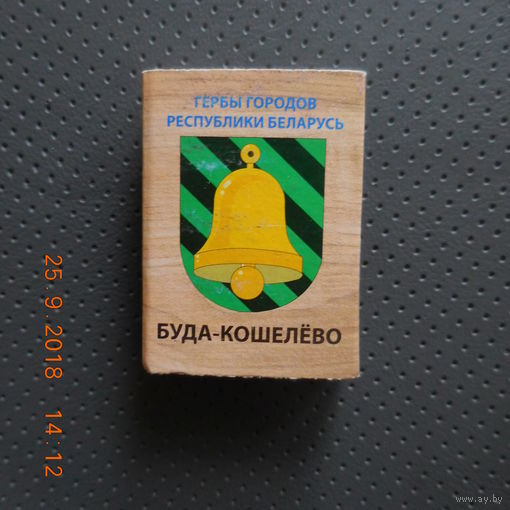 ГЕРБЫ ГОРОДОВ
РЕСПУБЛИКИ БЕЛАРУСЬ
БУДА-КОШЕЛЁВО
25.9.2018 14:12
www.ay.by